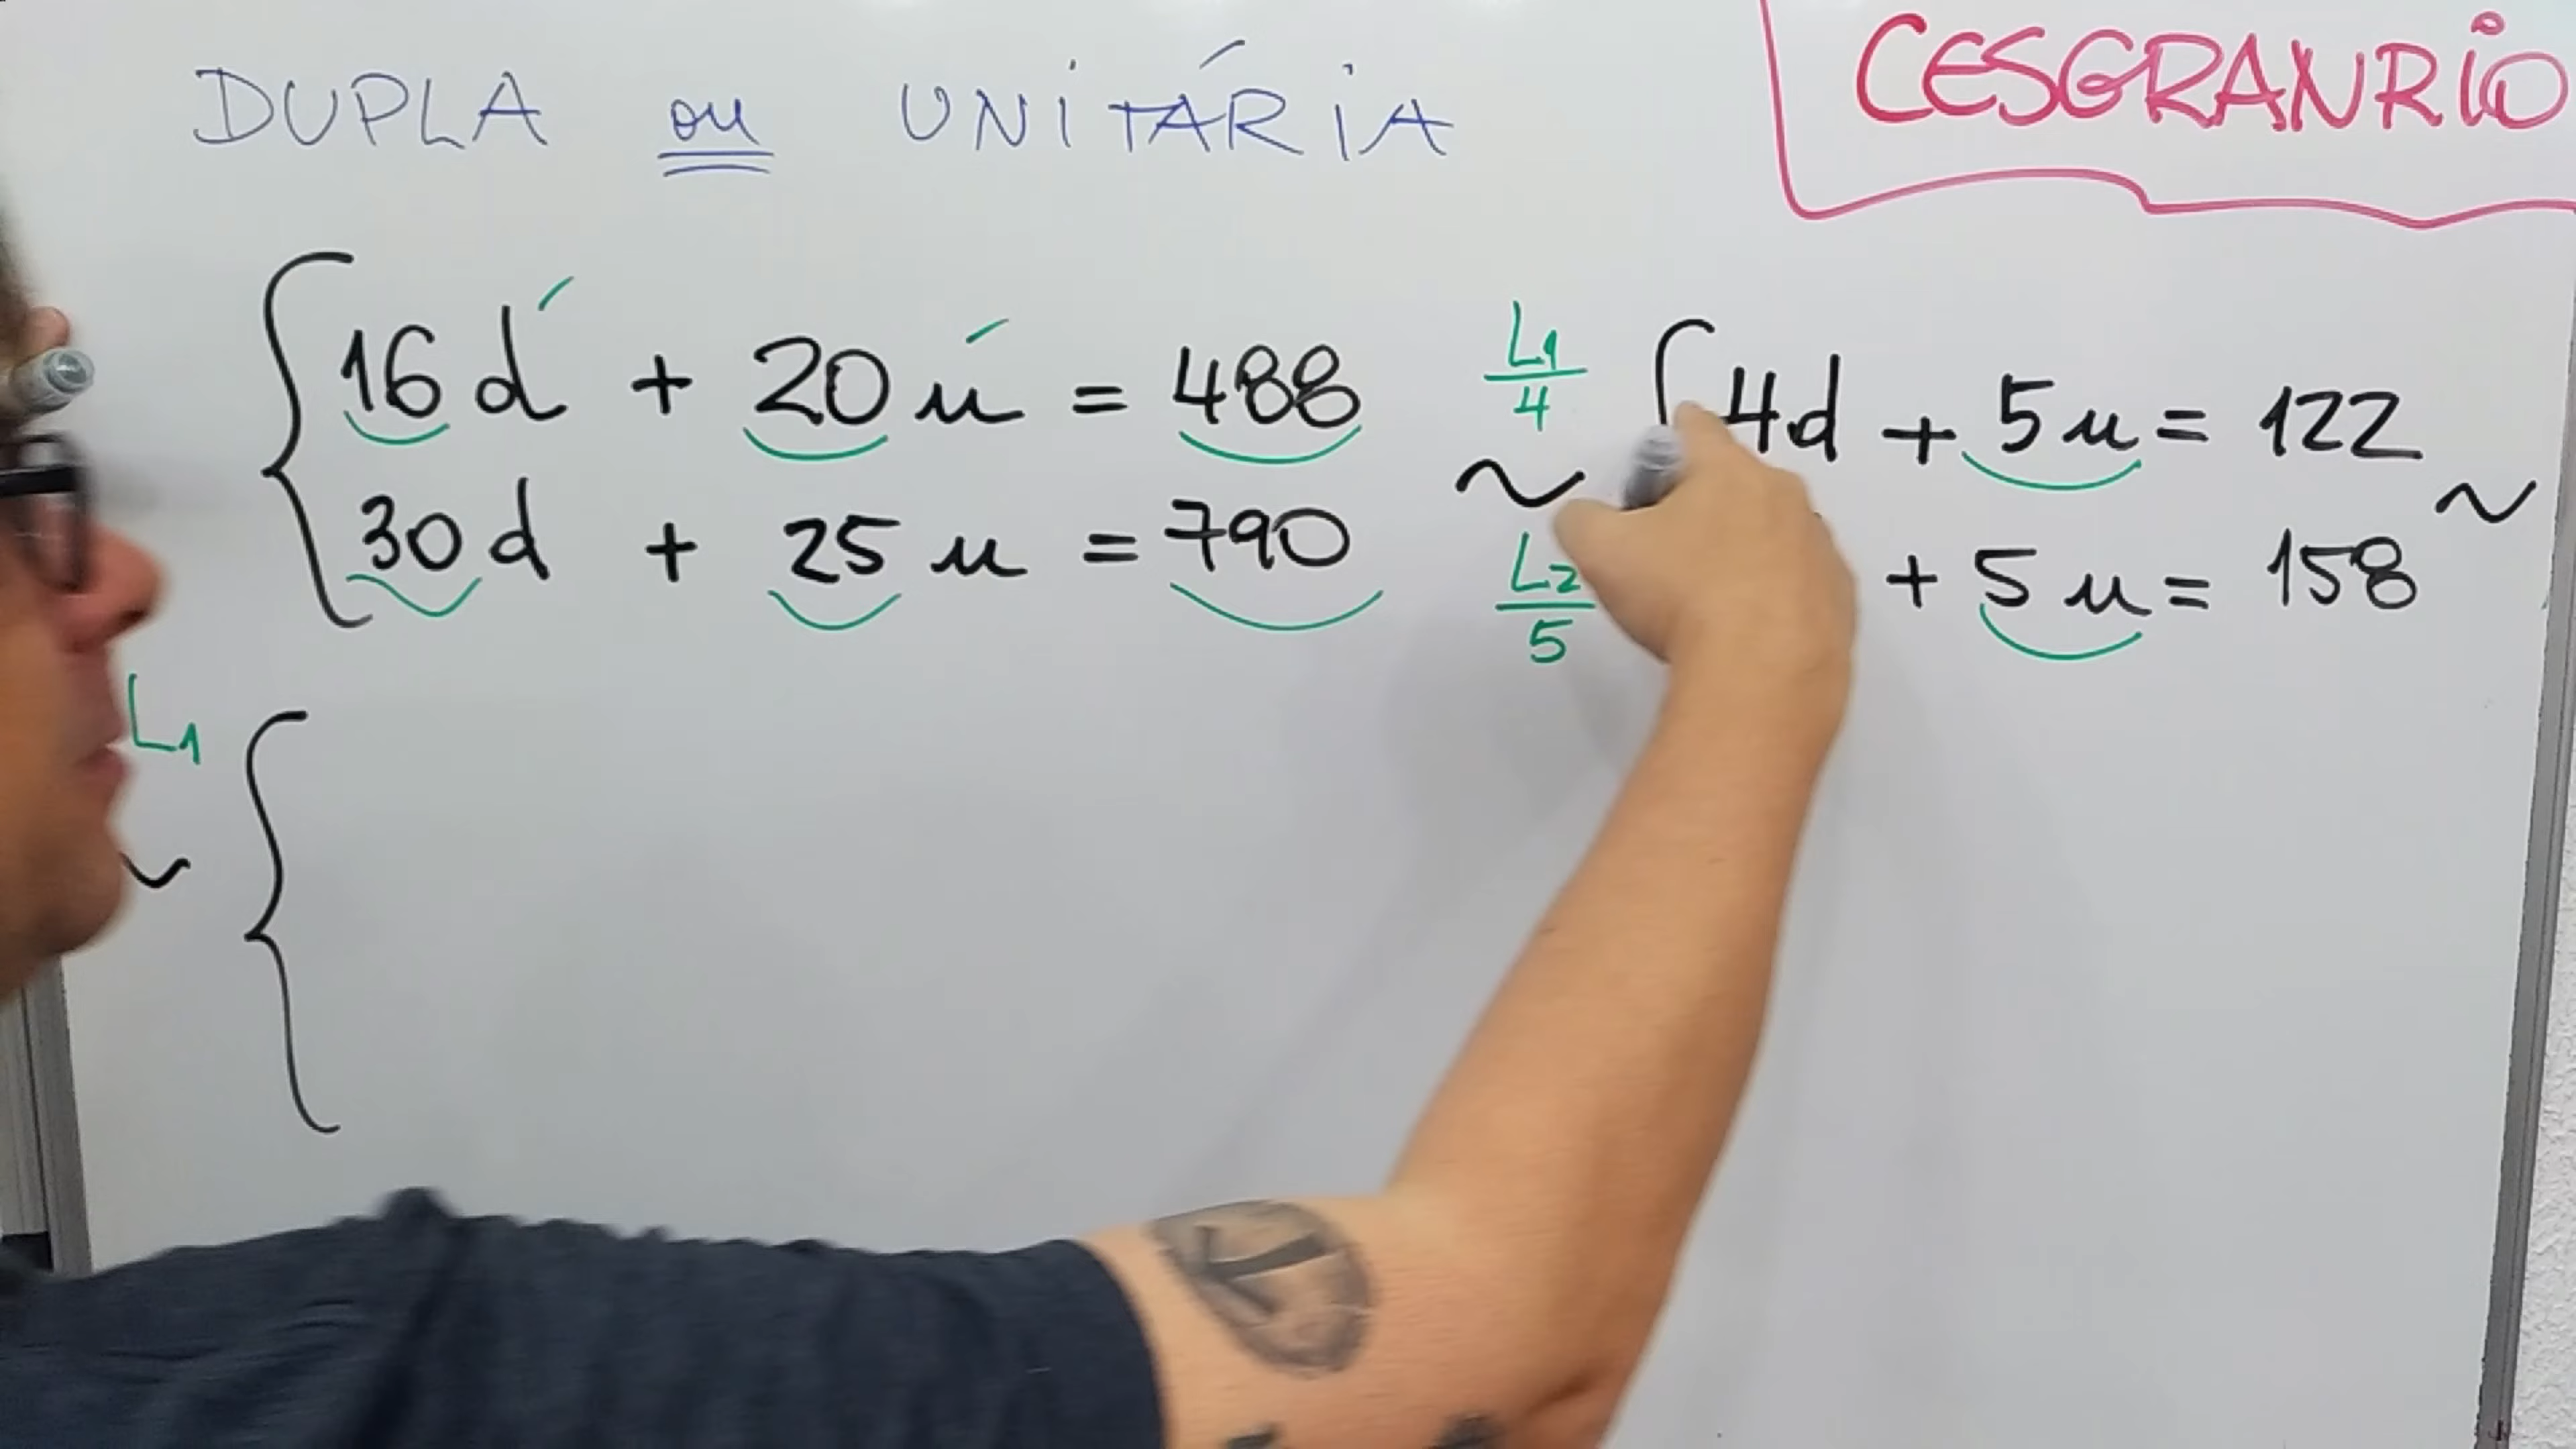 DUPLA ou UNITÁRIA
CESGRANRIO
16d + 20u = 488
30d + 25u = 790
L1
4
~
L2
5
4d + 5u = 122
+ 5u = 158
~
L1
~